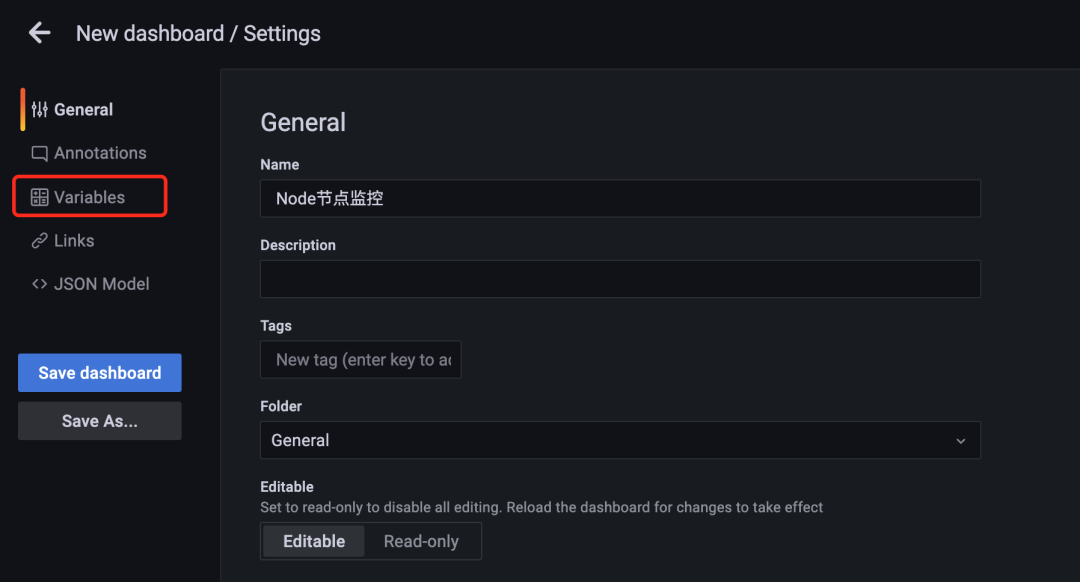 New dashboard / Settings
General
Annotations
Variables
Links
JSON Model
Save dashboard
Save As...
General
Name
Node节点监控
Description
Tags
New tag (enter key to ac
Folder
General
Editable
Set to read-only to disable all editing. Reload the dashboard for changes to take effect
Editable
Read-only